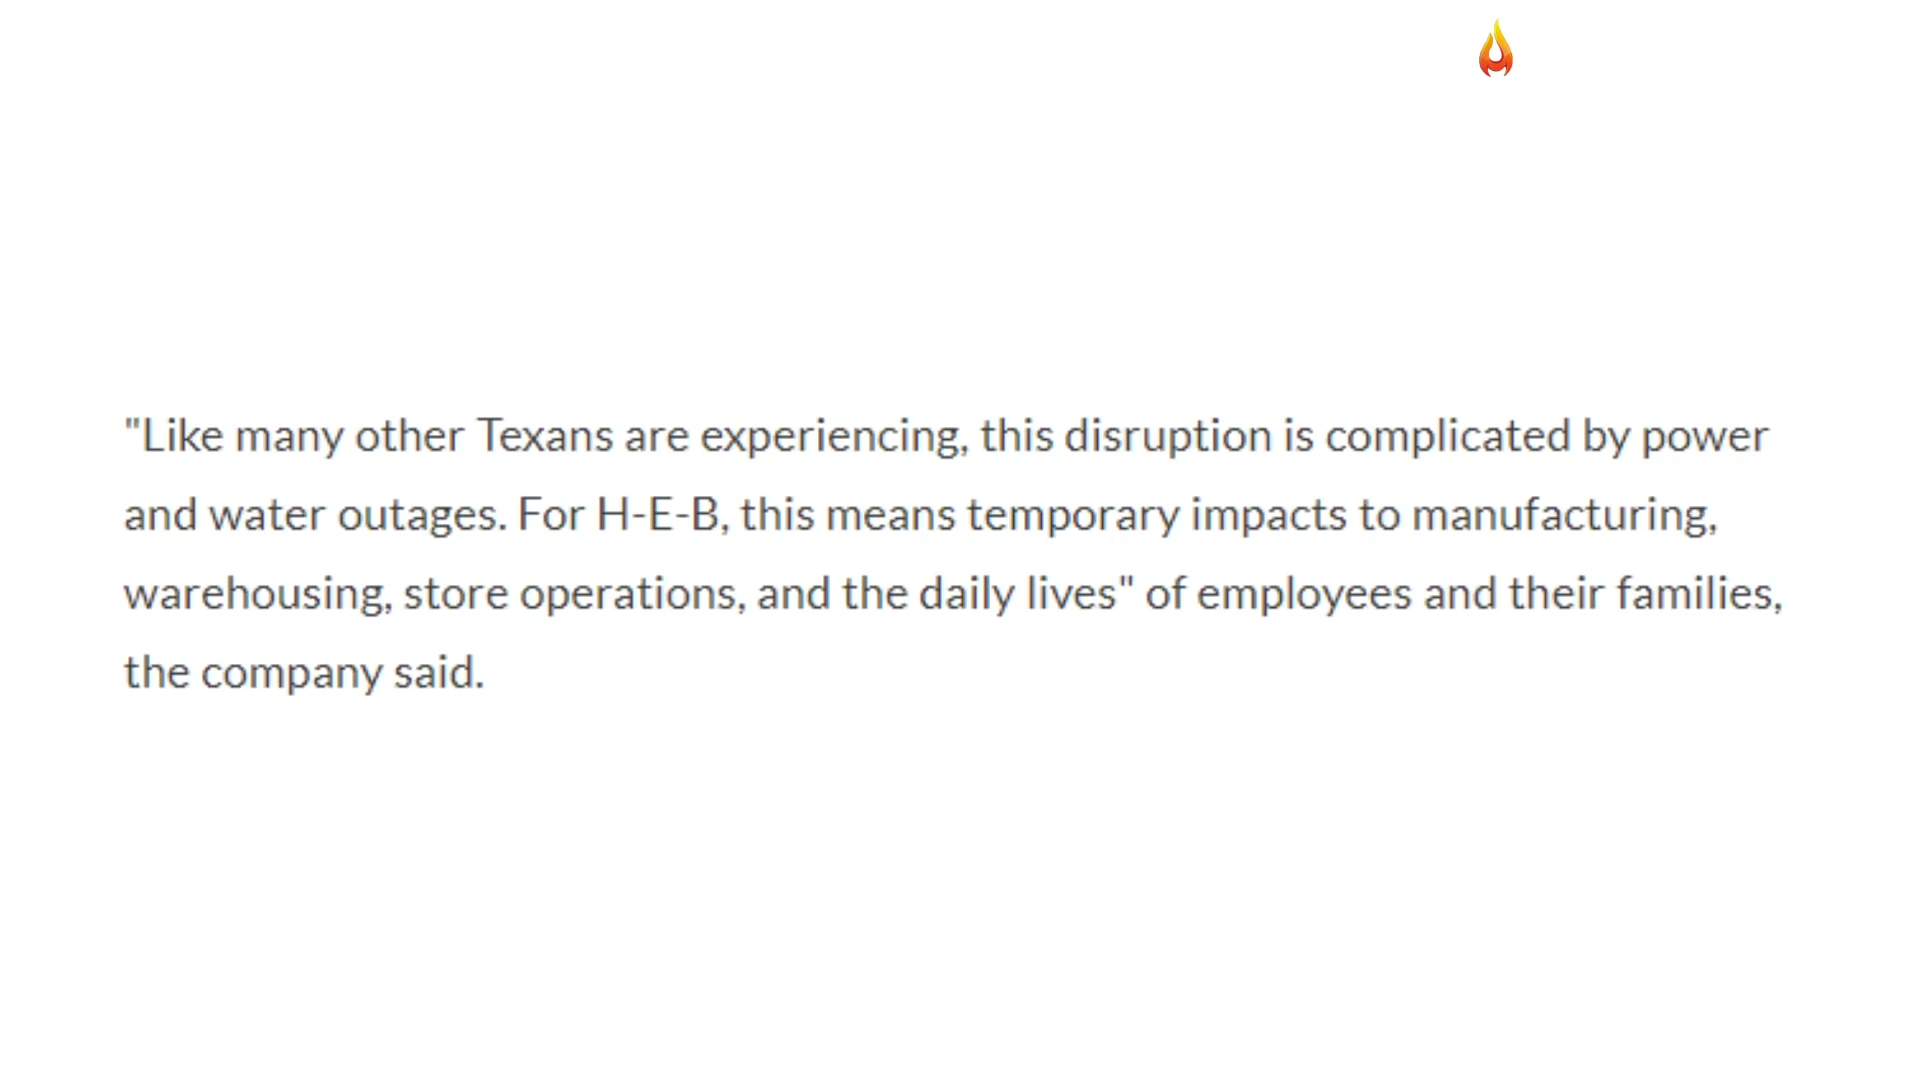 "Like many other Texans are experiencing, this disruption is complicated by power
and water outages. For H-E-B, this means temporary impacts to manufacturing,
warehousing, store operations, and the daily lives" of employees and their families,
the company said.